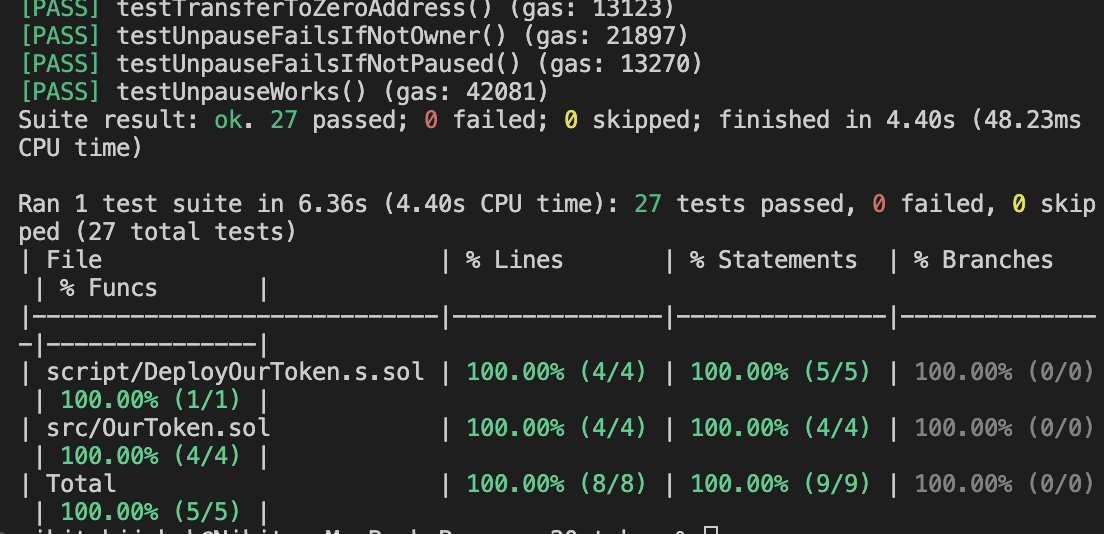 [PASS] testTransferToZeroAddress() (gas: 13123)
[PASS] testUnpauseFailsIfNotOwner() (gas: 21897)
[PASS] testUnpauseFailsIfNotPaused() (gas: 13270)
[PASS] testUnpauseWorks() (gas: 42081)
Suite result: ok. 27 passed; 0 failed; 0 skipped; finished in 4.40s (48.23ms
CPU time)
Ran 1 test suite in 6.36s (4.40s CPU time): 27 tests passed, 0 failed, 0 skip
ped (27 total tests)
| File | % Lines | % Statements | % Branches
| % Funcs |
|------------------------------|---------------|---------------|--------------
-|---------------|
| script/DeployOurToken.s.sol | 100.00% (4/4) | 100.00% (5/5) | 100.00% (0/0)
| 100.00% (1/1) |
| src/OurToken.sol | 100.00% (4/4) | 100.00% (4/4) | 100.00% (0/0)
| 100.00% (4/4) |
| Total | 100.00% (8/8) | 100.00% (9/9) | 100.00% (0/0)
| 100.00% (5/5) |